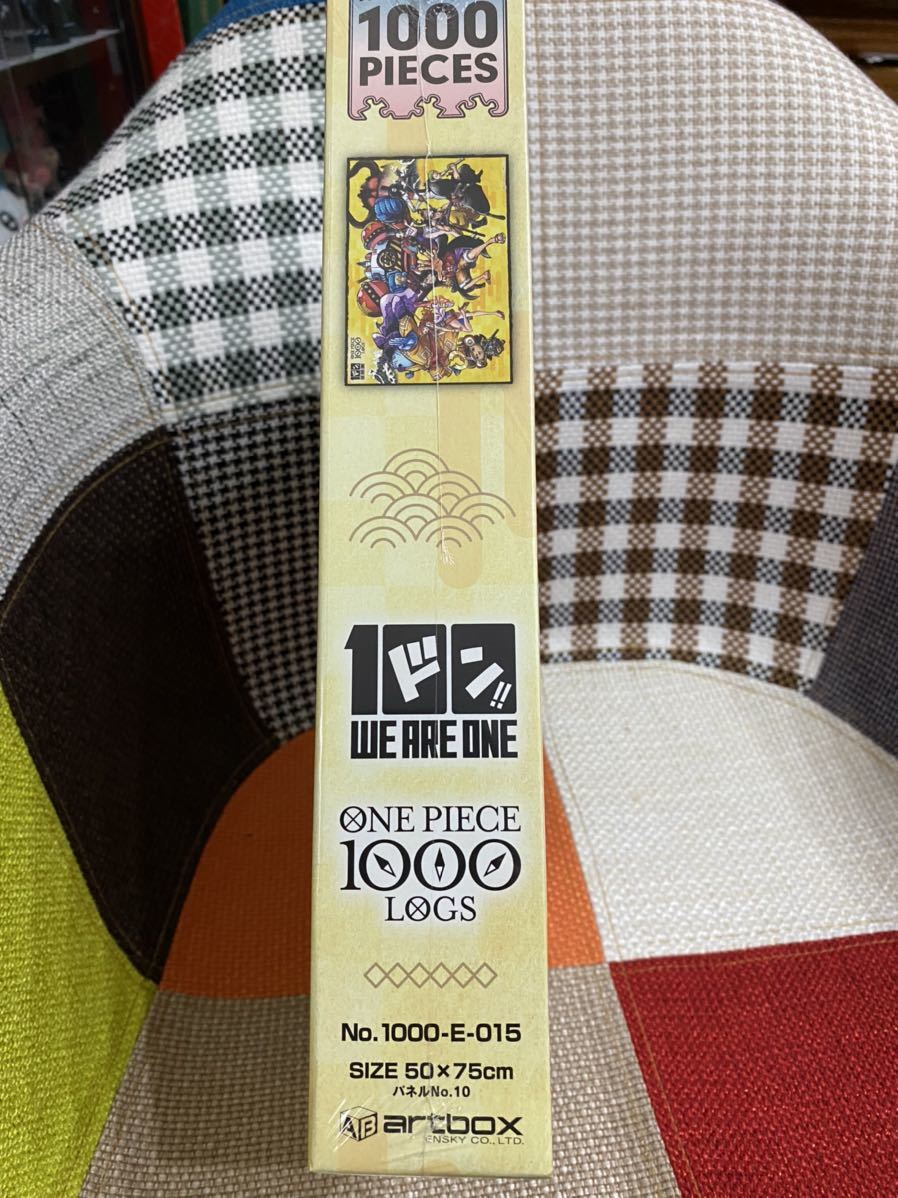 1000
PIECES
100
ドン!!
WE ARE ONE
ONE PIECE
1000
LOGS
No.1000-E-015
SIZE 50×75cm
パネルNo.10
AB artbox
ENSKY CO., LTD.